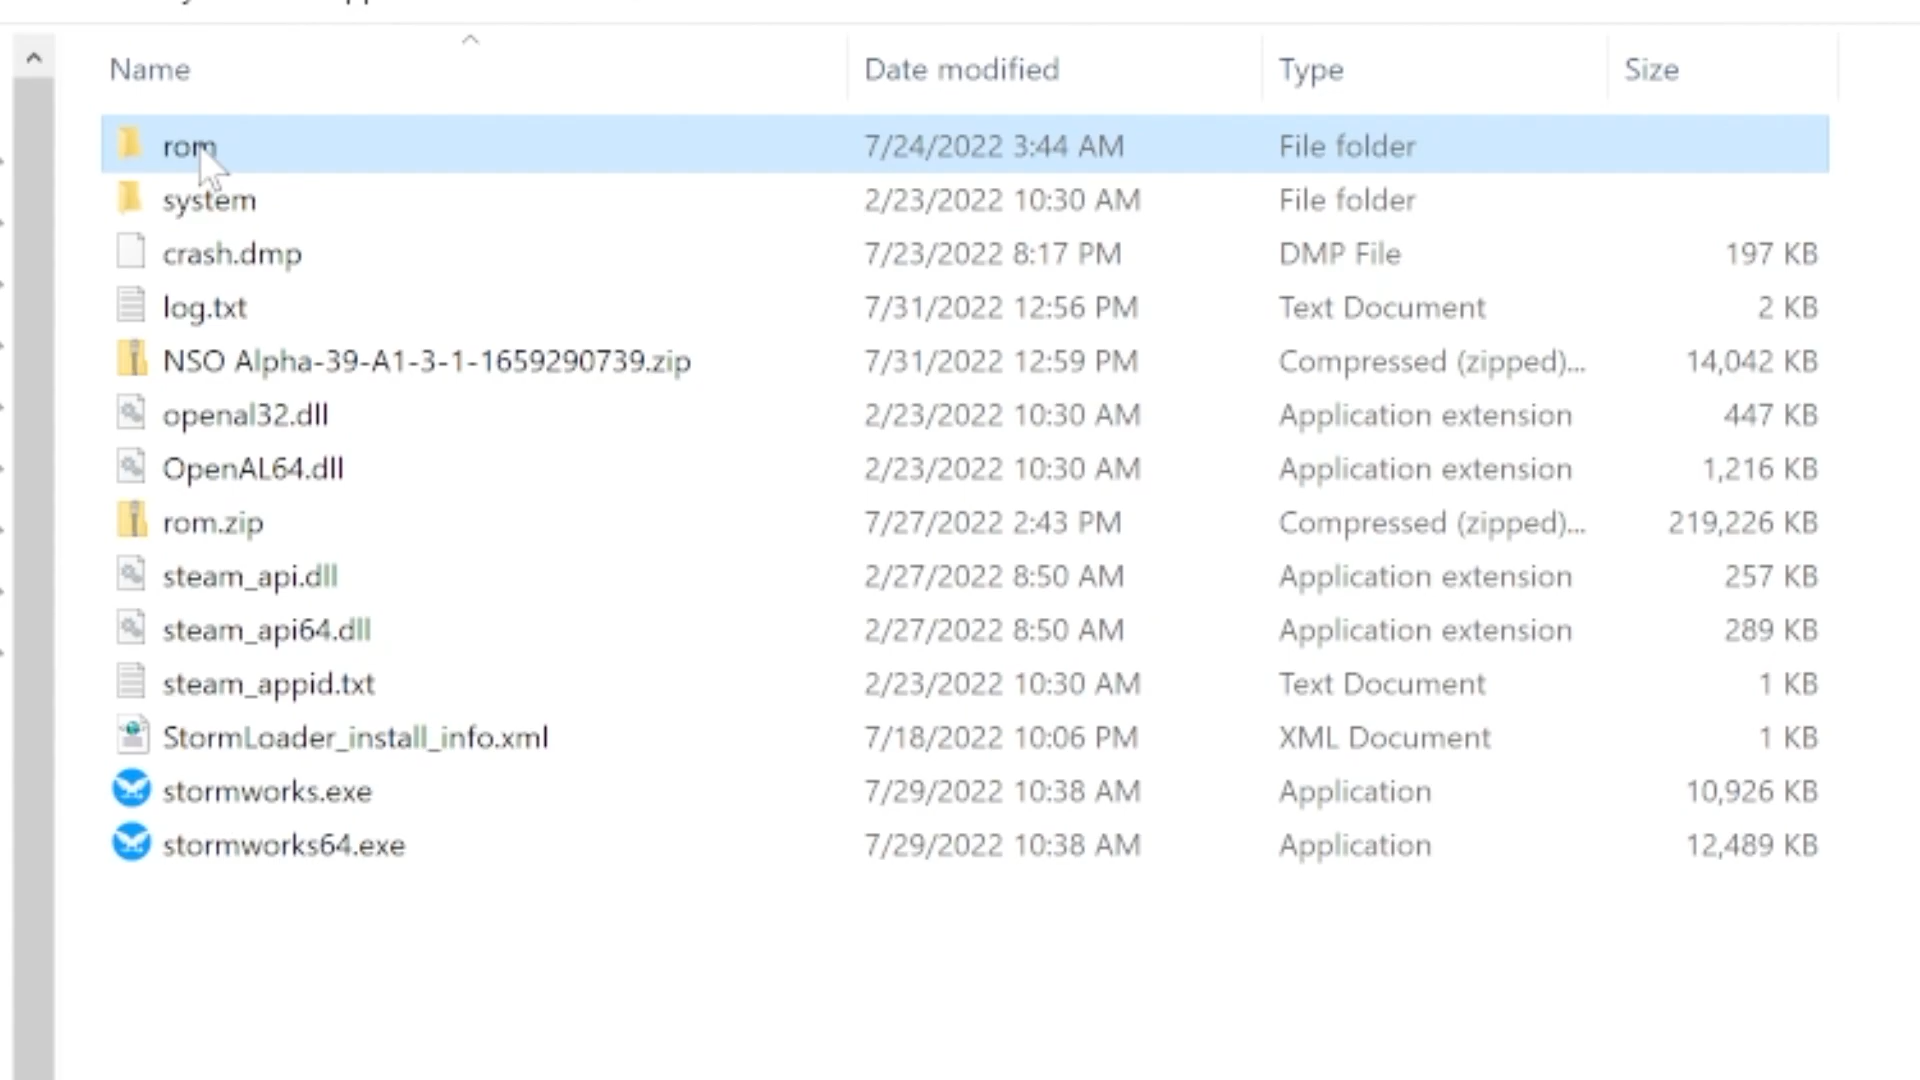 Name Date modified Type Size
rom 7/24/2022 3:44 AM File folder
system 2/23/2022 10:30 AM File folder
crash.dmp 7/23/2022 8:17 PM DMP File 197 KB
log.txt 7/31/2022 12:56 PM Text Document 2 KB
NSO Alpha-39-A1-3-1-1659290739.zip 7/31/2022 12:59 PM Compressed (zipped)... 14,042 KB
openal32.dll 2/23/2022 10:30 AM Application extension 447 KB
OpenAL64.dll 2/23/2022 10:30 AM Application extension 1,216 KB
rom.zip 7/27/2022 2:43 PM Compressed (zipped)... 219,226 KB
steam_api.dll 2/27/2022 8:50 AM Application extension 257 KB
steam_api64.dll 2/27/2022 8:50 AM Application extension 289 KB
steam_appid.txt 2/23/2022 10:30 AM Text Document 1 KB
StormLoader_install_info.xml 7/18/2022 10:06 PM XML Document 1 KB
stormworks.exe 7/29/2022 10:38 AM Application 10,926 KB
stormworks64.exe 7/29/2022 10:38 AM Application 12,489 KB